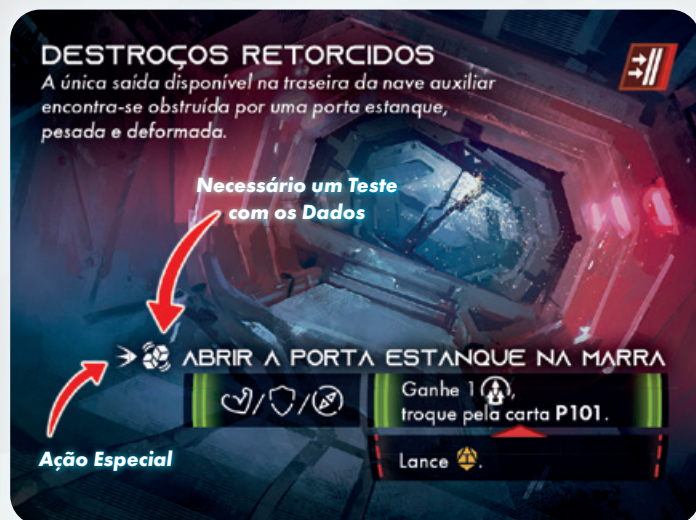 DESTROÇOS RETORCIDOS
A única saída disponível na traseira da nave auxiliar
encontra-se obstruída por uma porta estanque,
pesada e deformada.
Necessário um Teste
com os Dados
ABRIR A PORTA ESTANQUE NA MARRA
/ /
Ganhe 1 ,
troque pela carta P101.
Ação Especial
Lance .